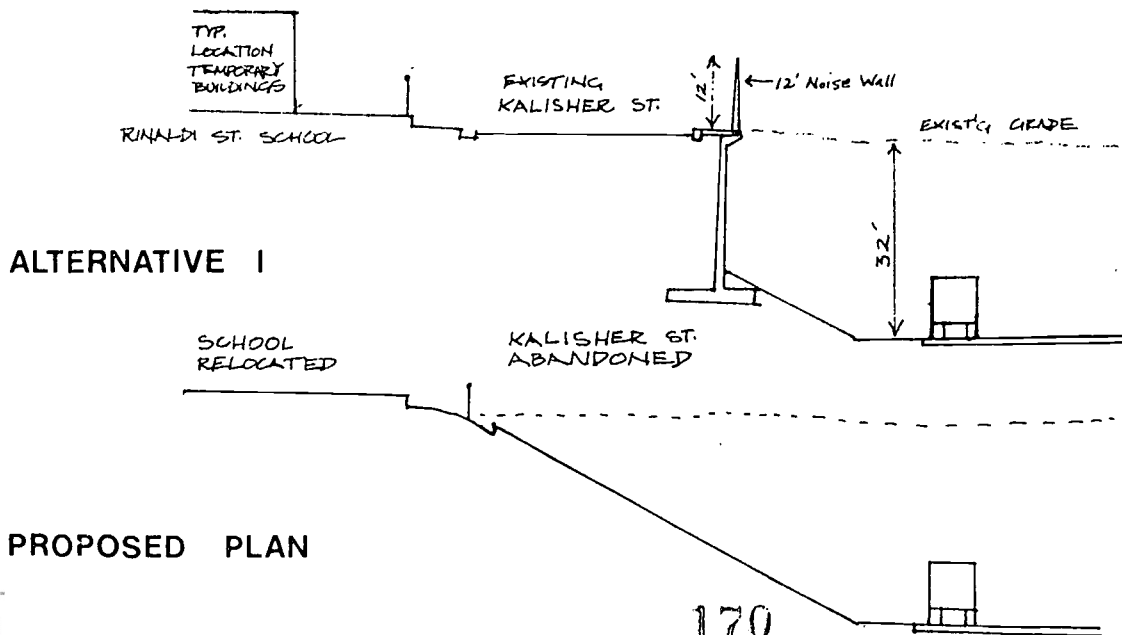 TYP.
LOCATION
TEMPORARY
BUILDINGS
RINALDI ST. SCHOOL
EXISTING
KALISHER ST.
12'
12' Noise Wall
EXIST'G GRADE
32'
ALTERNATIVE I
SCHOOL
RELOCATED
KALISHER ST.
ABANDONED
PROPOSED PLAN
170